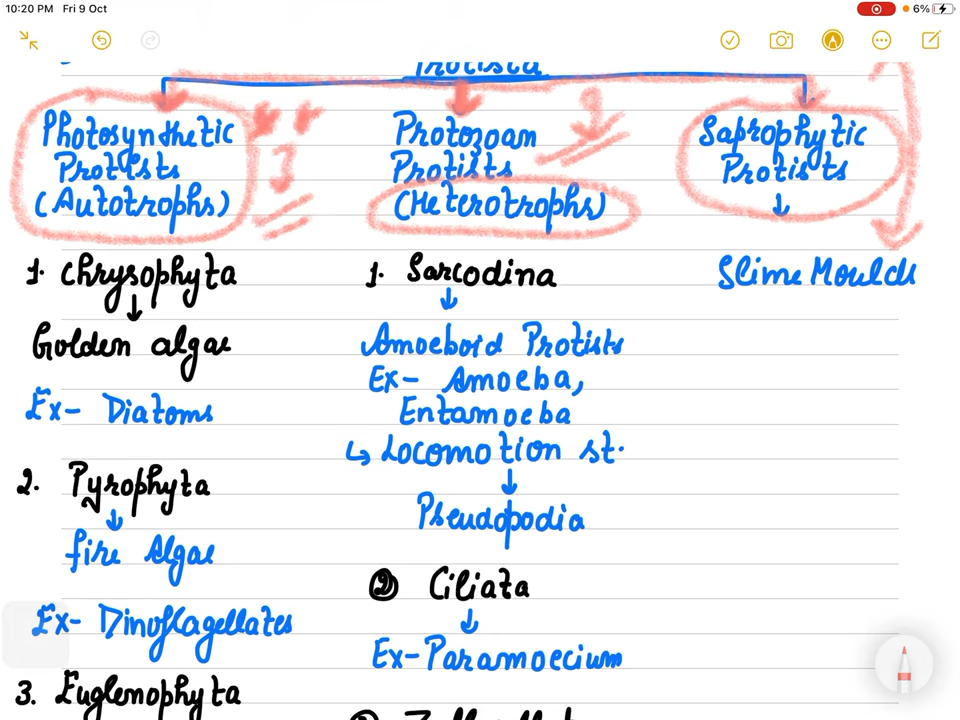 10:20 PM Fri 9 Oct
6%
Protista
Photosynthetic
Protists
(Autotrophs)
1. Chrysophyta
Golden algae
Ex- Diatoms
2. Pyrophyta
fire Algae
Ex- Dinoflagellates
3. Euglenophyta
Protozoan
Protists
(Heterotrophs)
1. Sarcodina
Amoeboid Protists
Ex- Amoeba,
Entamoeba
↳ Locomotion st.
Pseudopodia
② Ciliata
Ex- Paramoecium
Saprophytic
Protists
Slime Moulds